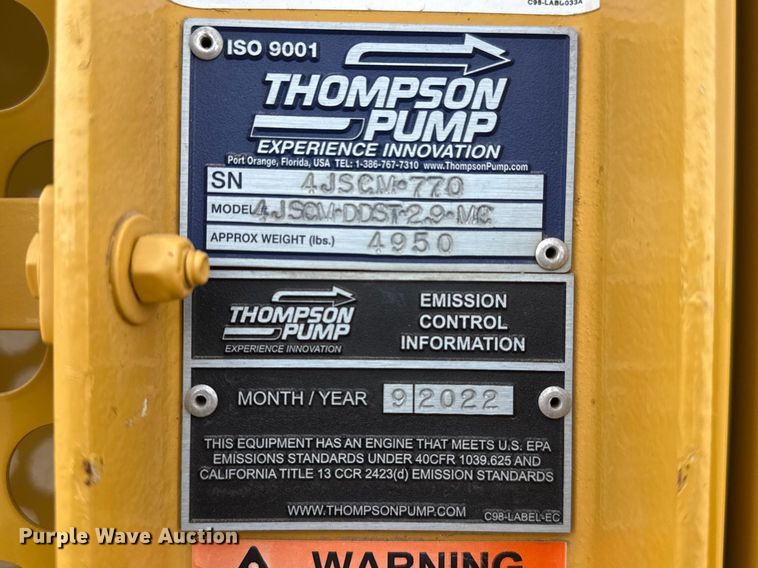 C98-LABG033A
ISO 9001
THOMPSON
PUMP
EXPERIENCE INNOVATION
Port Orange, Florida, USA TEL: 1-386-767-7310 www.ThompsonPump.com
SN 4JSCM-770
MODEL# 4JSCM-DDST-2.9-MC
APPROX WEIGHT (lbs.) 4950
THOMPSON
PUMP
EXPERIENCE INNOVATION
EMISSION
CONTROL
INFORMATION
MONTH / YEAR 9 2022
THIS EQUIPMENT HAS AN ENGINE THAT MEETS U.S. EPA
EMISSIONS STANDARDS UNDER 40CFR 1039.625 AND
CALIFORNIA TITLE 13 CCR 2423(d) EMISSION STANDARDS
WWW.THOMPSONPUMP.COM C98-LABEL-EC
Purple Wave Auction
WARNING